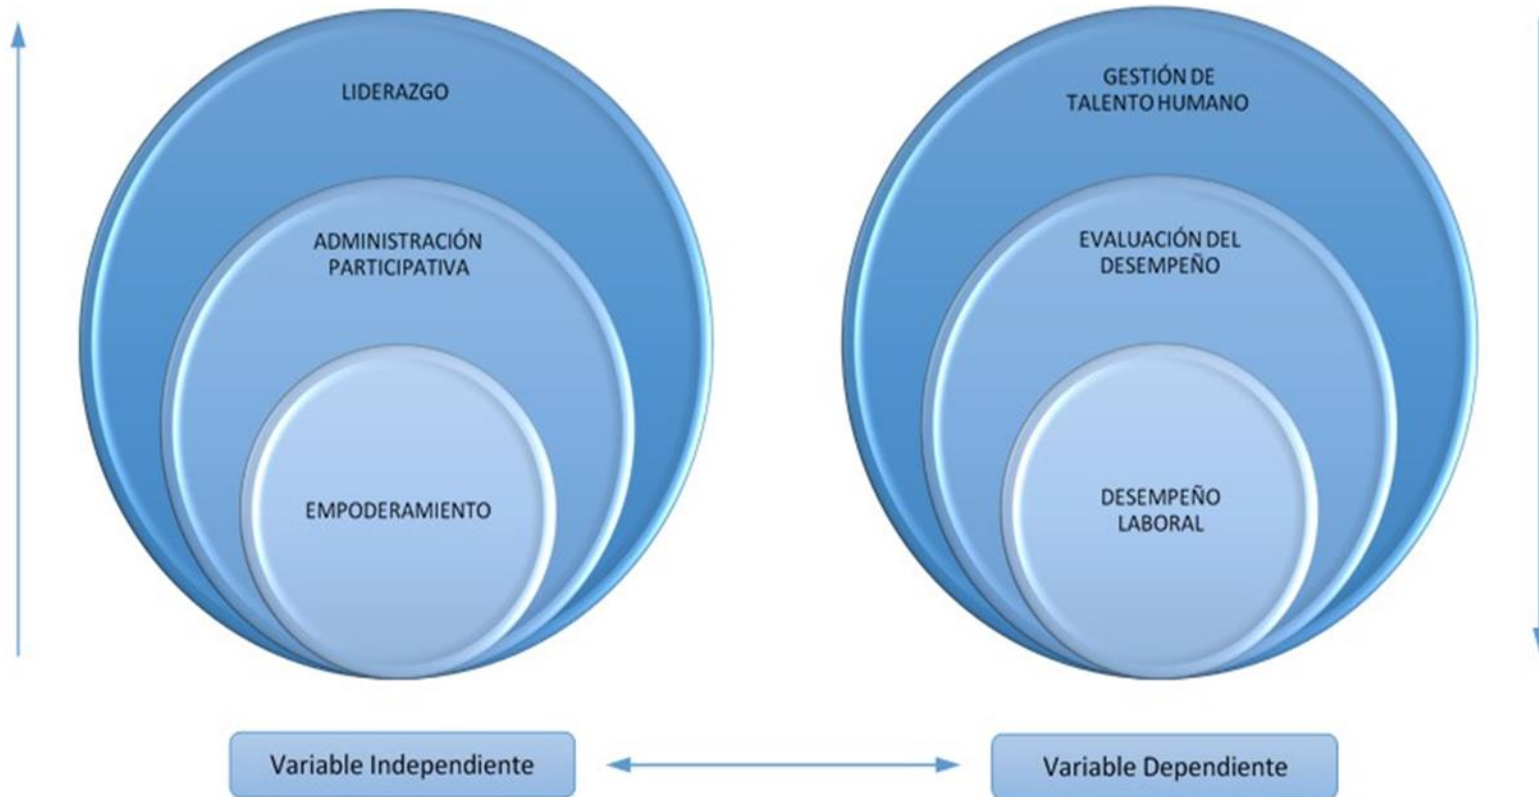 LIDERAZGO
ADMINISTRACIÓN
PARTICIPATIVA
EMPODERAMIENTO
GESTIÓN DE
TALENTO HUMANO
EVALUACIÓN DEL
DESEMPEÑO
DESEMPEÑO
LABORAL
Variable Independiente
Variable Dependiente